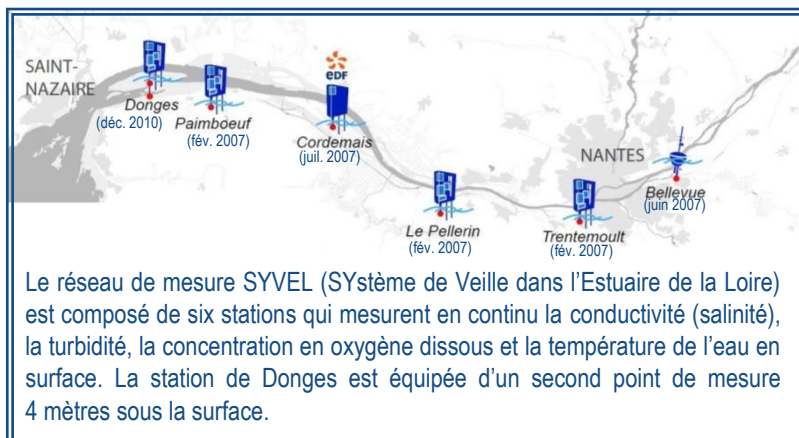 SAINT-
NAZAIRE
Donges
(déc. 2010)
Paimboeuf
(fév. 2007)
eDF
Cordemais
(juil. 2007)
Le Pellerin
(fév. 2007)
NANTES
Trentemoult
(fév. 2007)
Bellevue
(juin 2007)
Le réseau de mesure SYVEL (SYstème de Veille dans l’Estuaire de la Loire)
est composé de six stations qui mesurent en continu la conductivité (salinité),
la turbidité, la concentration en oxygène dissous et la température de l’eau en
surface. La station de Donges est équipée d’un second point de mesure
4 mètres sous la surface.